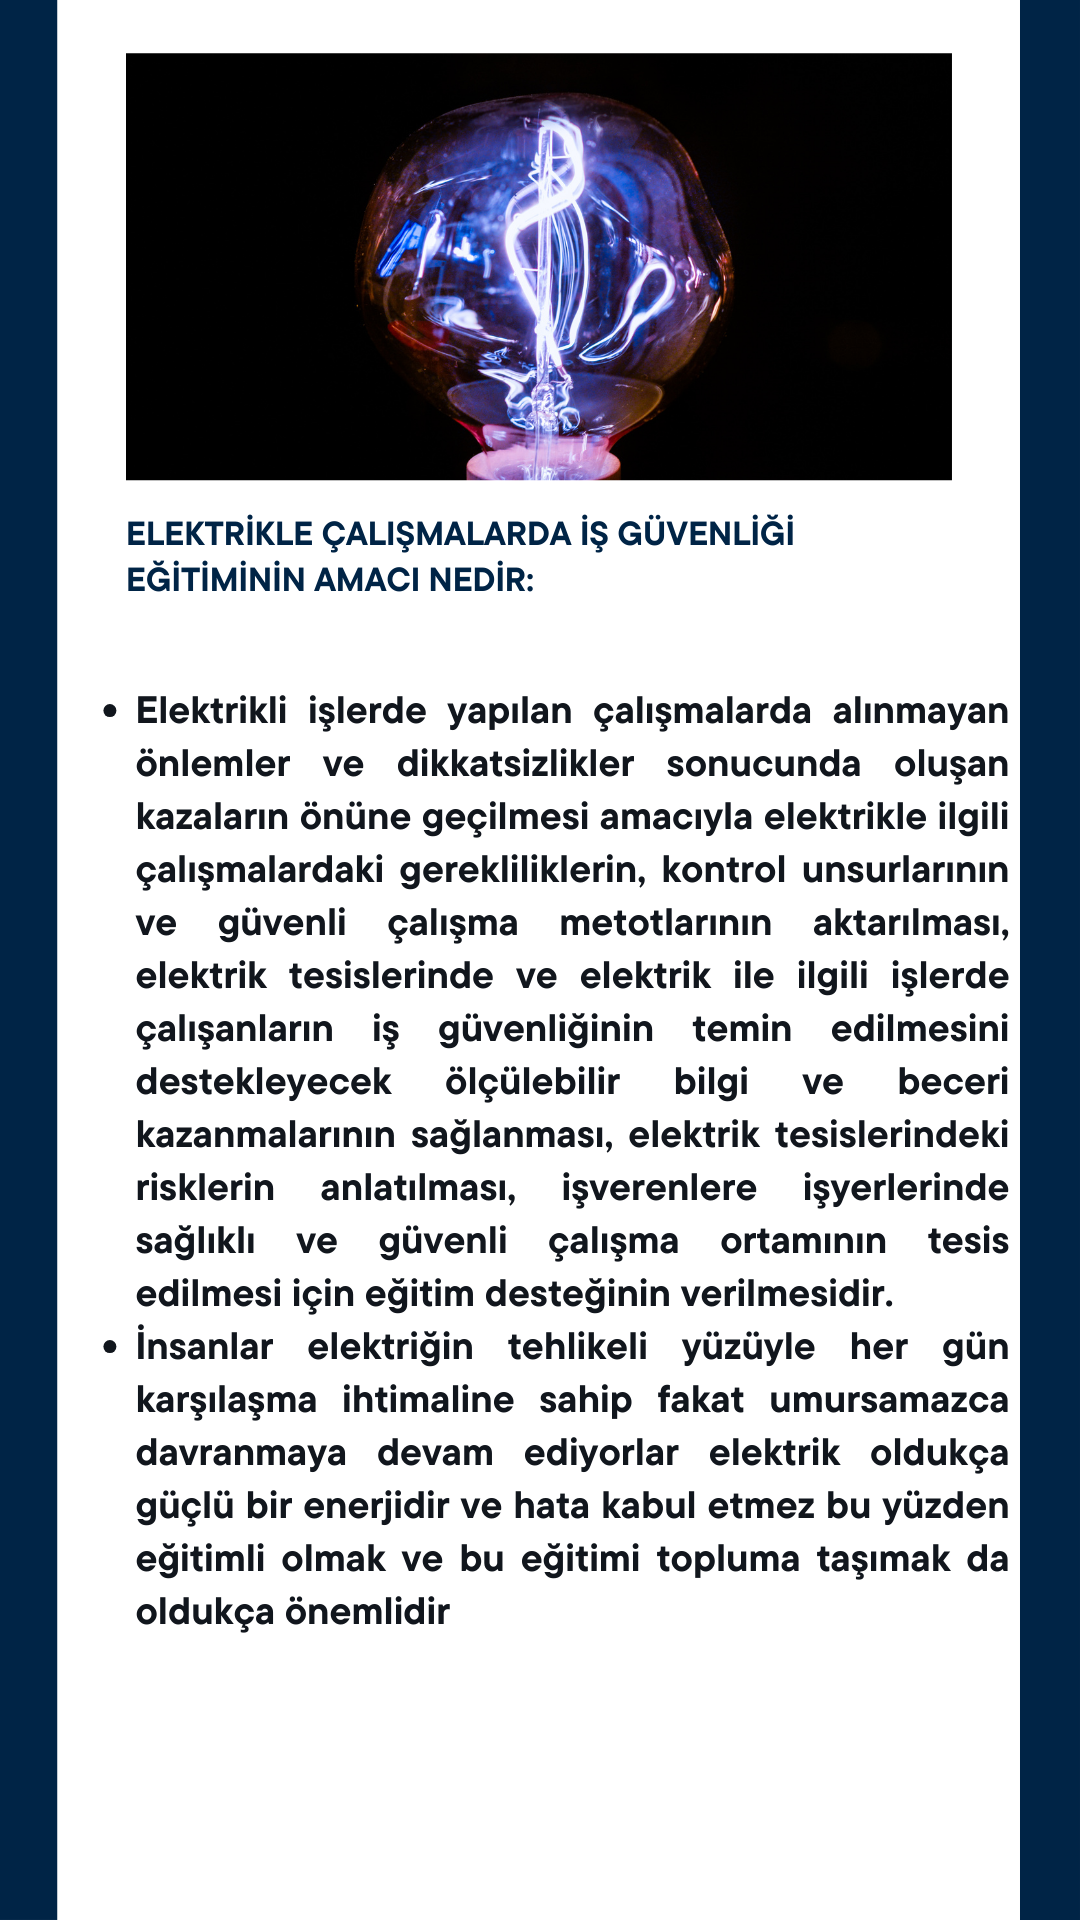 ELEKTRİKLE ÇALIŞMALARDA İŞ GÜVENLİĞİ
EĞİTİMİNİN AMACI NEDİR:
• Elektrikli işlerde yapılan çalışmalarda alınmayan
önlemler ve dikkatsizlikler sonucunda oluşan
kazaların önüne geçilmesi amacıyla elektrikle ilgili
çalışmalardaki gerekliliklerin, kontrol unsurlarının
ve güvenli çalışma metotlarının aktarılması,
elektrik tesislerinde ve elektrik ile ilgili işlerde
çalışanların iş güvenliğinin temin edilmesini
destekleyecek ölçülebilir bilgi ve beceri
kazanmalarının sağlanması, elektrik tesislerindeki
risklerin anlatılması, işverenlere işyerlerinde
sağlıklı ve güvenli çalışma ortamının tesis
edilmesi için eğitim desteğinin verilmesidir.
• İnsanlar elektriğin tehlikeli yüzüyle her gün
karşılaşma ihtimaline sahip fakat umursamazca
davranmaya devam ediyorlar elektrik oldukça
güçlü bir enerjidir ve hata kabul etmez bu yüzden
eğitimli olmak ve bu eğitimi topluma taşımak da
oldukça önemlidir